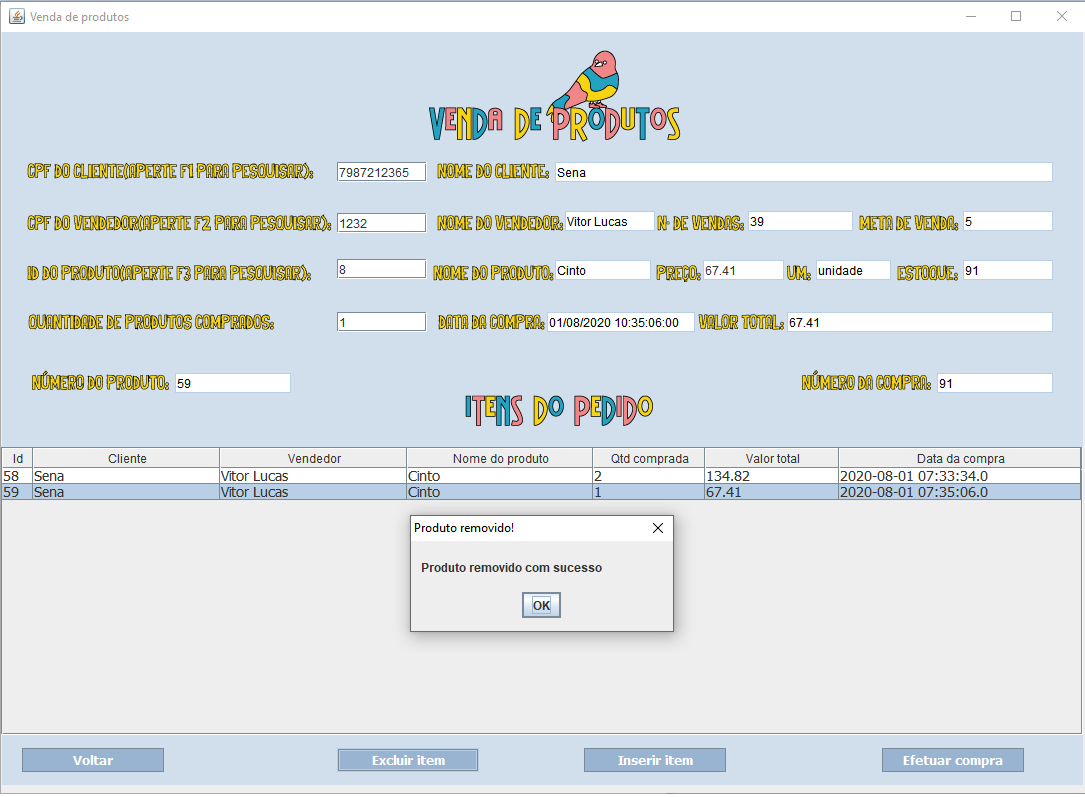 Venda de produtos
VENDA DE PRODUTOS
CPF DO CLIENTE(APERTE F1 PARA PESQUISAR): 7987212365 NOME DO CLIENTE: Sena
CPF DO VENDEDOR(APERTE F2 PARA PESQUISAR): 1232 NOME DO VENDEDOR: Vitor Lucas Nº DE VENDAS: 39 META DE VENDA: 5
ID DO PRODUTO(APERTE F3 PARA PESQUISAR): 8 NOME DO PRODUTO: Cinto PREÇO: 67.41 UM: unidade ESTOQUE: 91
QUANTIDADE DE PRODUTOS COMPRADOS: 1 DATA DA COMPRA: 01/08/2020 10:35:06:00 VALOR TOTAL: 67.41
NÚMERO DO PRODUTO: 59 NÚMERO DA COMPRA: 91
ITENS DO PEDIDO
Id Cliente Vendedor Nome do produto Qtd comprada Valor total Data da compra
58 Sena Vitor Lucas Cinto 2 134.82 2020-08-01 07:33:34.0
59 Sena Vitor Lucas Cinto 1 67.41 2020-08-01 07:35:06.0
Produto removido!
Produto removido com sucesso
OK
Voltar Excluir item Inserir item Efetuar compra